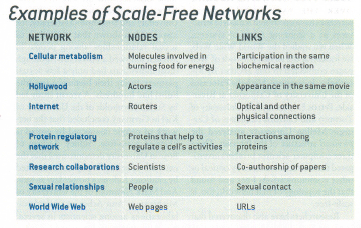 Examples of Scale-Free Networks
NETWORK NODES LINKS
Cellular metabolism Molecules involved in Participation in the same
burning food for energy biochemical reaction
Hollywood Actors Appearance in the same movie
Internet Routers Optical and other
physical connections
Protein regulatory Proteins that help to Interactions among
network regulate a cell's activities proteins
Research collaborations Scientists Co-authorship of papers
Sexual relationships People Sexual contact
World Wide Web Web pages URLs